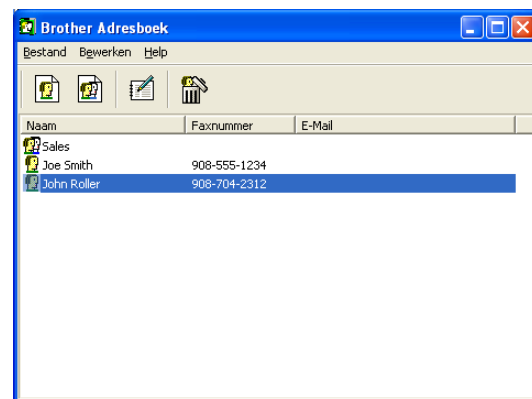 Brother Adresboek
Bestand Bewerken Help
Naam Faxnummer E-Mail
Sales
Joe Smith 908-555-1234
John Roller 908-704-2312